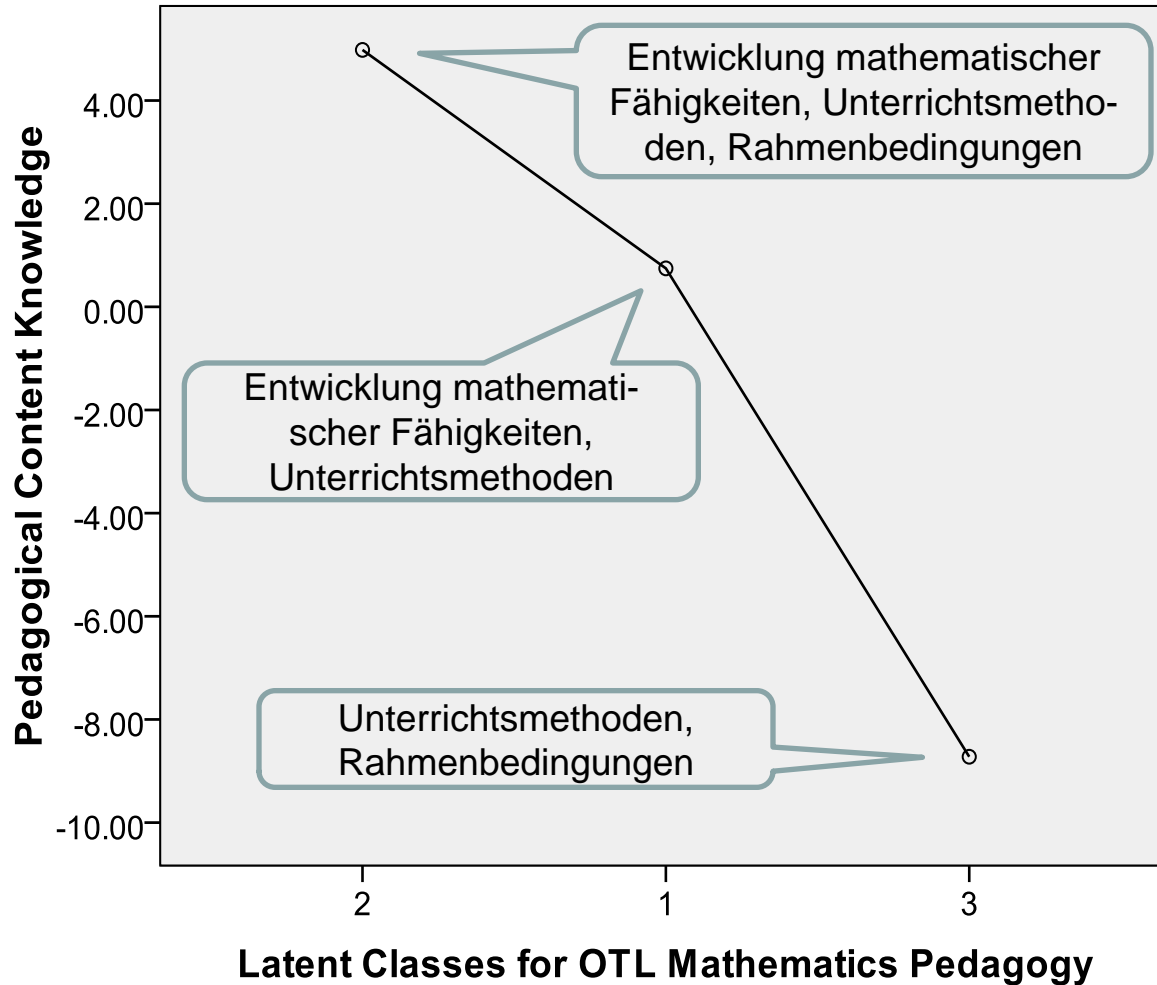 Pedagogical Content Knowledge
4.00
2.00
0.00
-2.00
-4.00
-6.00
-8.00
-10.00
Entwicklung mathematischer
Fähigkeiten, Unterrichtsmetho-
den, Rahmenbedingungen
Entwicklung mathemati-
scher Fähigkeiten,
Unterrichtsmethoden
Unterrichtsmethoden,
Rahmenbedingungen
2
1
3
Latent Classes for OTL Mathematics Pedagogy